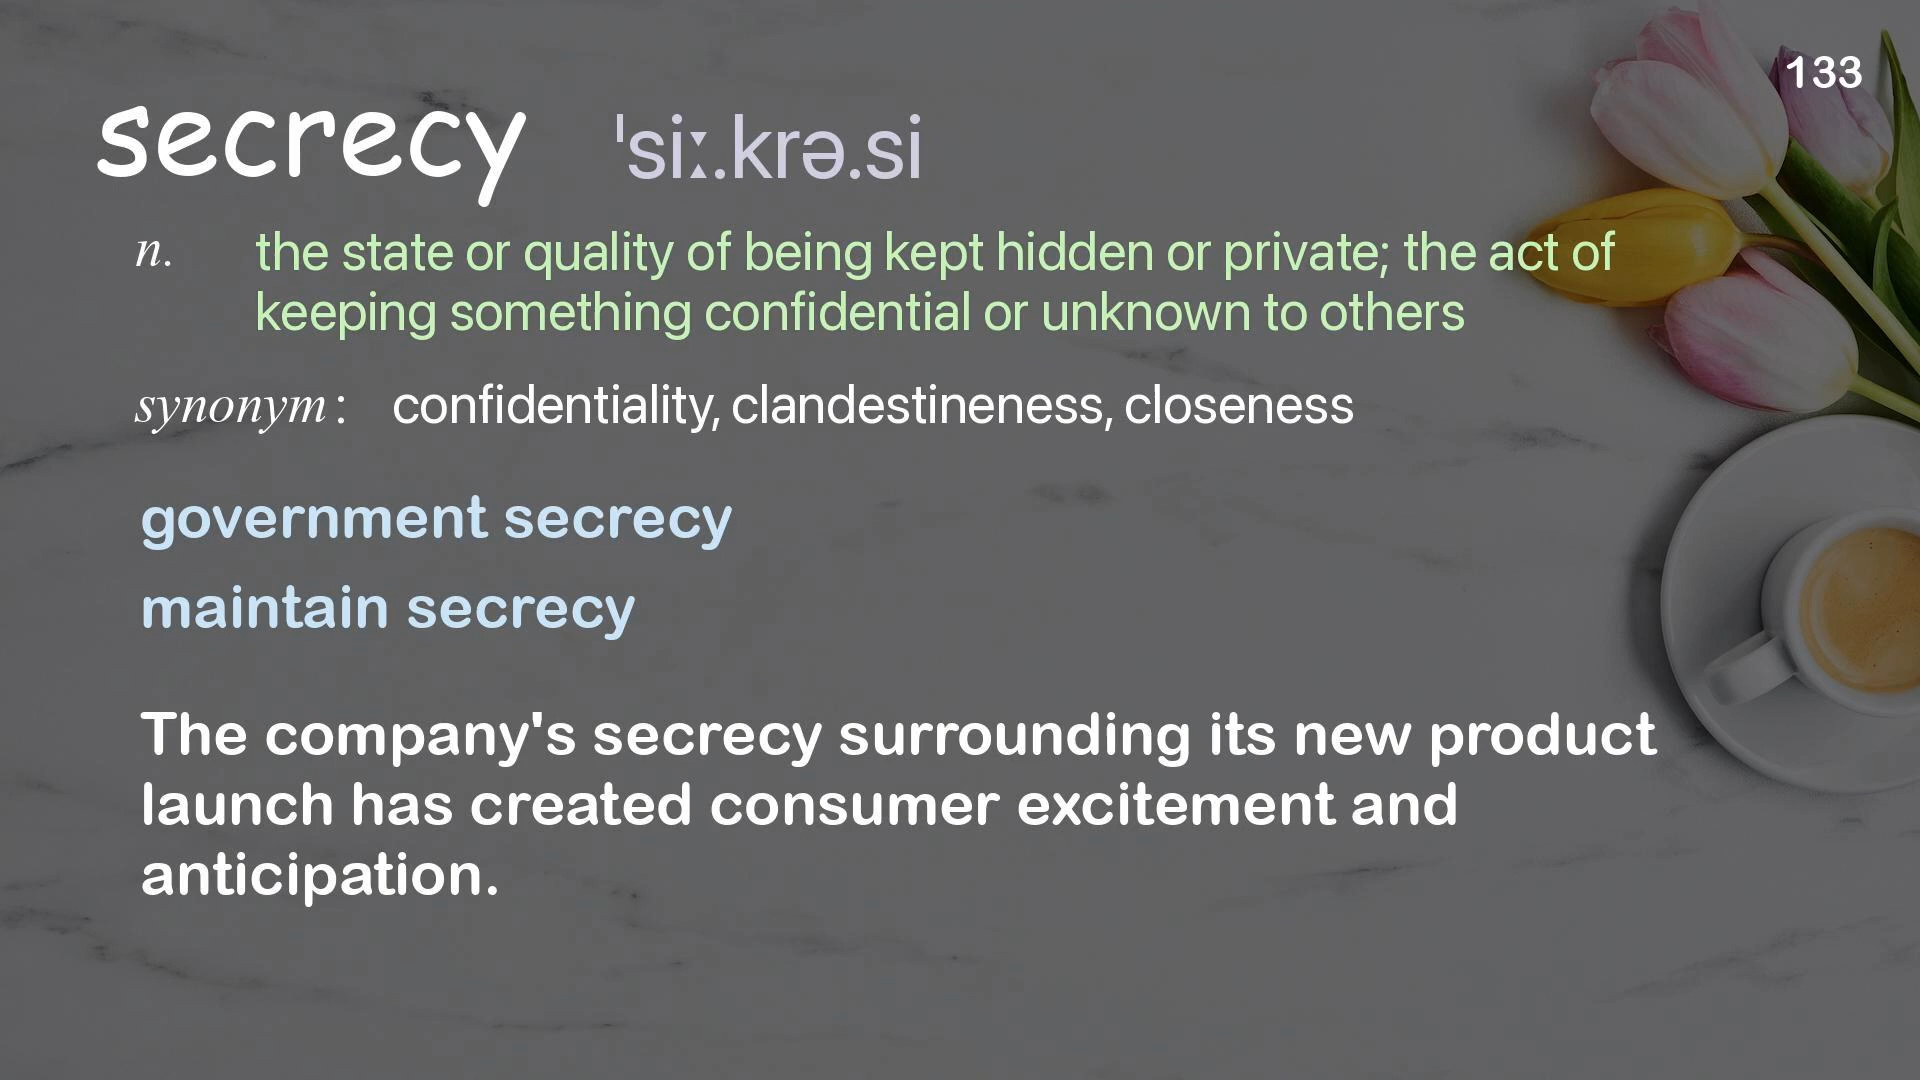 133
secrecy ˈsiː.krə.si
n. the state or quality of being kept hidden or private; the act of
keeping something confidential or unknown to others
synonym : confidentiality, clandestineness, closeness
government secrecy
maintain secrecy
The company's secrecy surrounding its new product
launch has created consumer excitement and
anticipation.